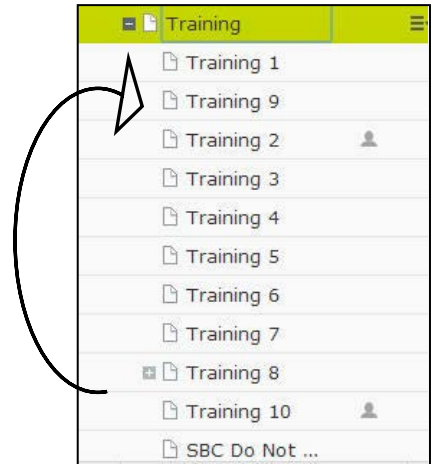 Training
Training 1
Training 9
Training 2
Training 3
Training 4
Training 5
Training 6
Training 7
Training 8
Training 10
SBC Do Not ...